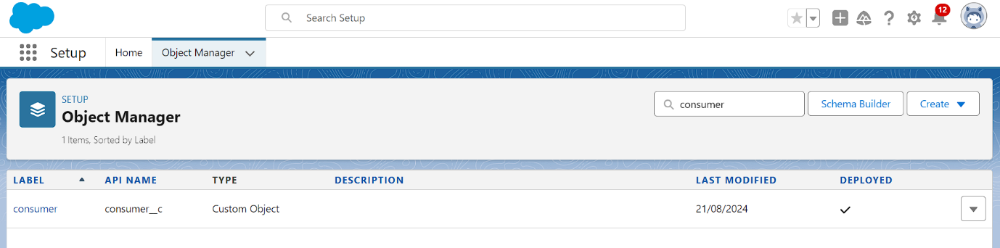 Search Setup
12
Setup Home Object Manager
SETUP
Object Manager
1 Items, Sorted by Label
consumer Schema Builder Create
LABEL API NAME TYPE DESCRIPTION LAST MODIFIED DEPLOYED
consumer consumer__c Custom Object 21/08/2024